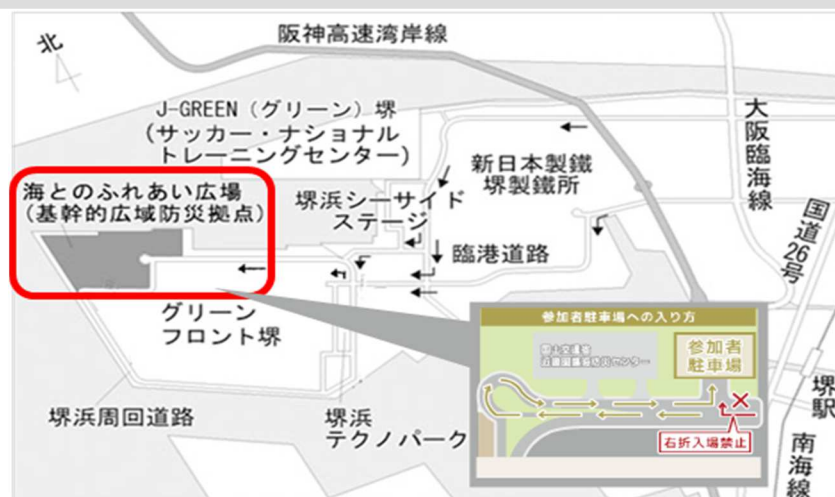 北
阪神高速湾岸線
J-GREEN（グリーン）堺
（サッカー・ナショナル
トレーニングセンター）
大阪臨海線
新日本製鐵
堺製鐵所
国道26号
海とのふれあい広場
（基幹的広域防災拠点）
堺浜シーサイド
ステージ
臨港道路
グリーン
フロント堺
参加者駐車場への入り方
国土交通省
参加者
駐車場
右折入場禁止
堺駅
堺浜周回道路
堺浜
テクノパーク
南海線